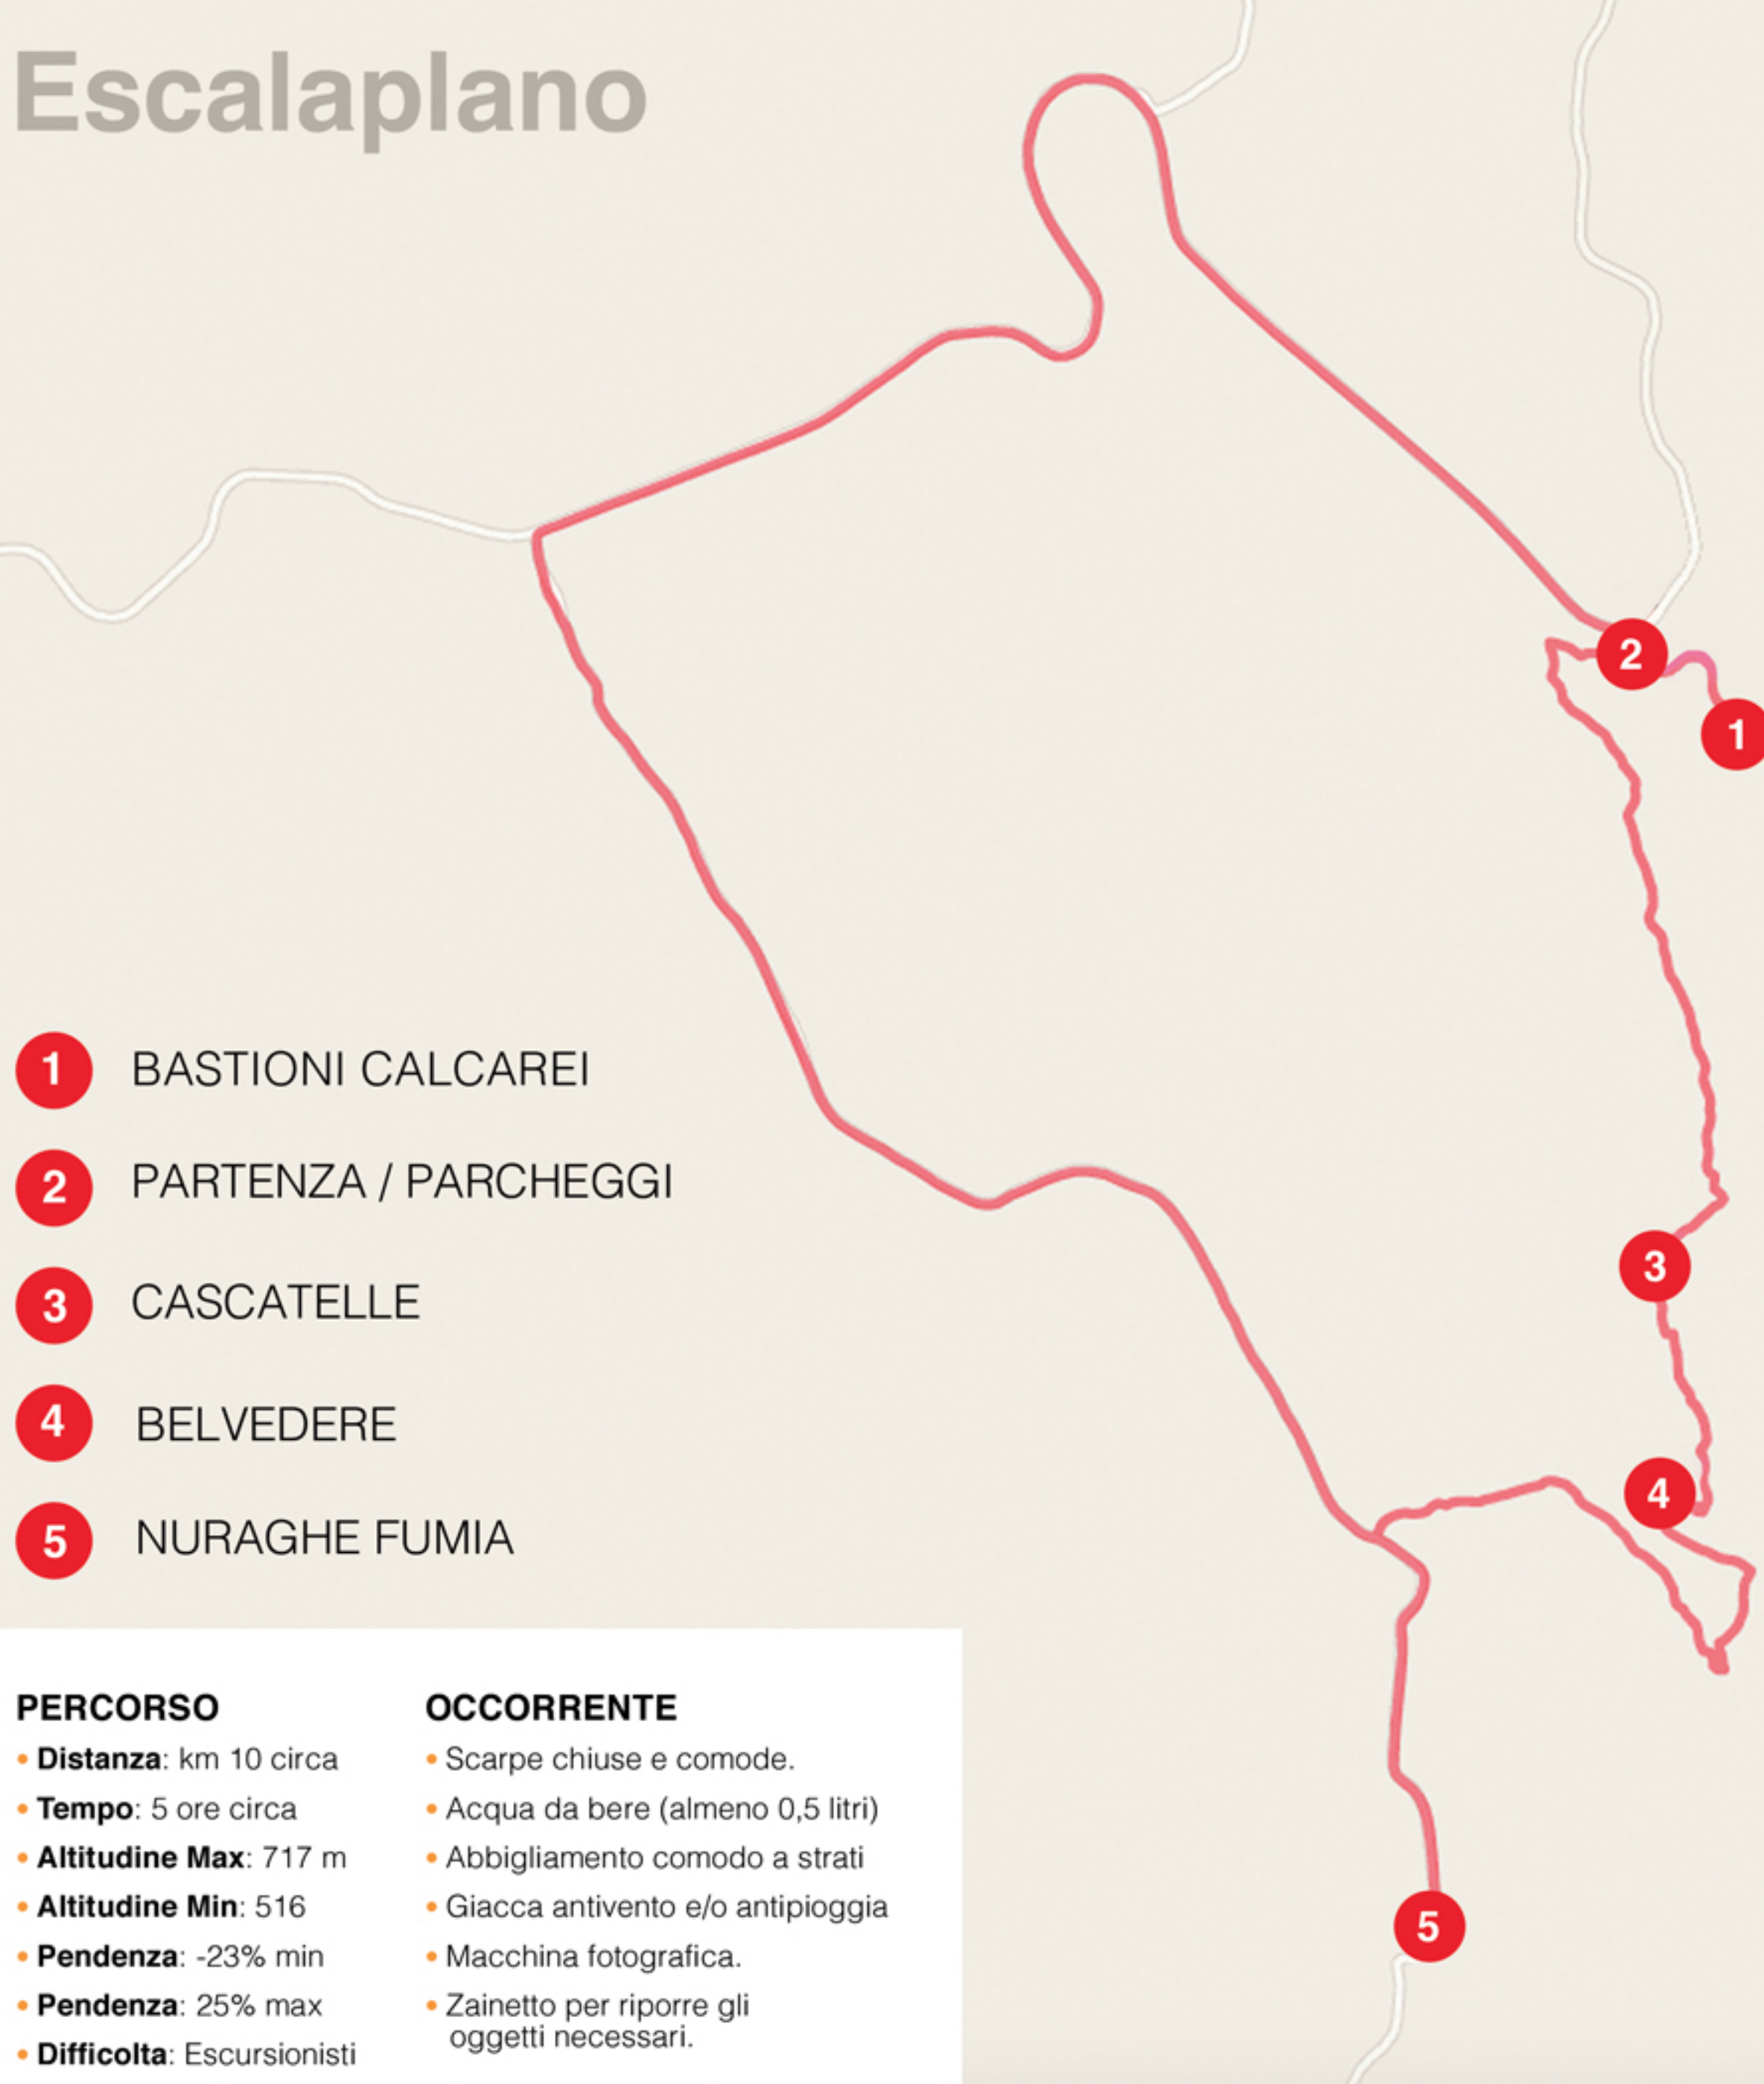 Escalaplano
2
1
3
4
5
1 BASTIONI CALCAREI
2 PARTENZA / PARCHEGGI
3 CASCATELLE
4 BELVEDERE
5 NURAGHE FUMIA
PERCORSO
• Distanza: km 10 circa
• Tempo: 5 ore circa
• Altitudine Max: 717 m
• Altitudine Min: 516
• Pendenza: -23% min
• Pendenza: 25% max
• Difficolta: Escursionisti
OCCORRENTE
• Scarpe chiuse e comode.
• Acqua da bere (almeno 0,5 litri)
• Abbigliamento comodo a strati
• Giacca antivento e/o antipioggia
• Macchina fotografica.
• Zainetto per riporre gli
oggetti necessari.